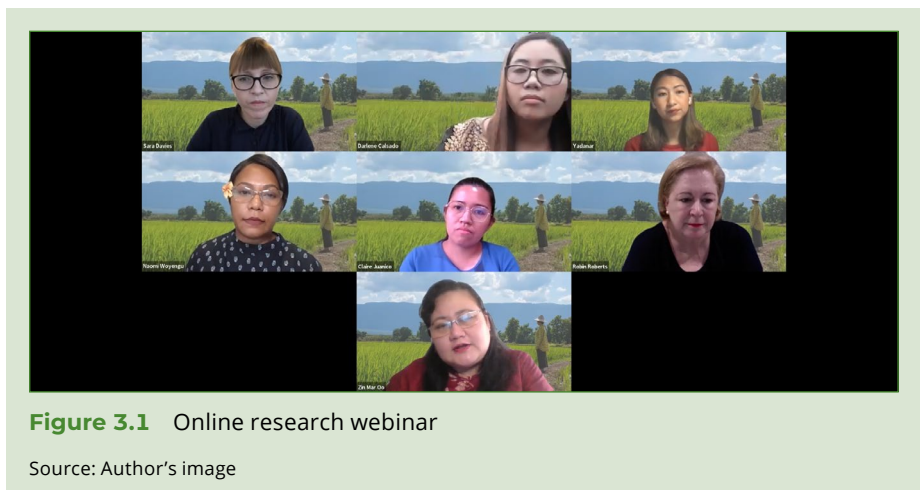 Sara Davies
Darlene Calsado
Yadanar
Naomi Woyengu
Claire Juanico
Robin Roberts
Zin Mar Oo
Figure 3.1 Online research webinar
Source: Author's image